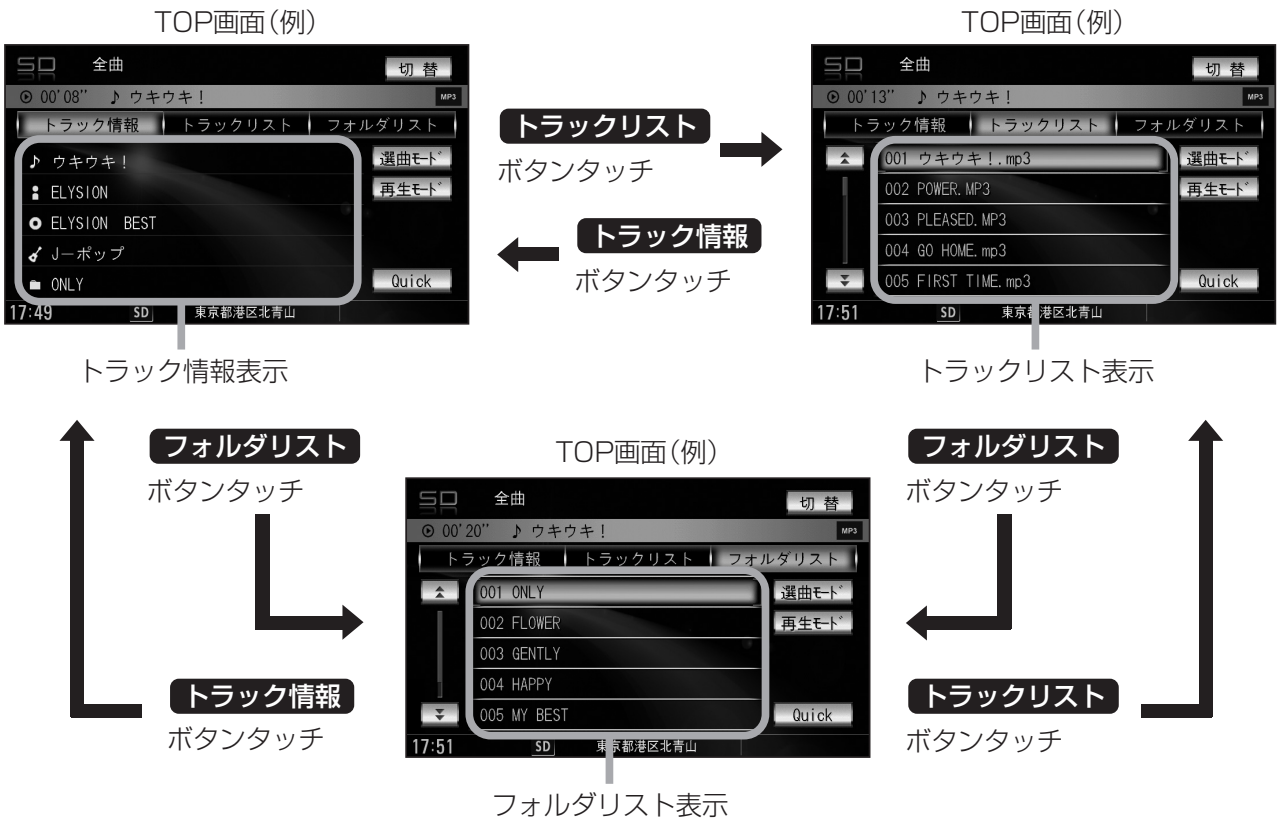 TOP画面(例)
SD 全曲 切 替
00'08'' ♪ ウキウキ! MP3
トラック情報 トラックリスト フォルダリスト
♪ ウキウキ! 選曲ﾓｰﾄﾞ
ELYSION 再生ﾓｰﾄﾞ
ELYSION BEST
J−ポップ
ONLY Quick
17:49 SD 東京都港区北青山
トラック情報表示
トラックリスト
ボタンタッチ
トラック情報
ボタンタッチ
TOP画面(例)
SD 全曲 切 替
00'13'' ♪ ウキウキ! MP3
トラック情報 トラックリスト フォルダリスト
001 ウキウキ!.mp3 選曲ﾓｰﾄﾞ
002 POWER.MP3 再生ﾓｰﾄﾞ
003 PLEASED.MP3
004 GO HOME.mp3
005 FIRST TIME.mp3 Quick
17:51 SD 東京都港区北青山
トラックリスト表示
フォルダリスト
ボタンタッチ
トラック情報
ボタンタッチ
TOP画面(例)
SD 全曲 切 替
00'20'' ♪ ウキウキ! MP3
トラック情報 トラックリスト フォルダリスト
001 ONLY 選曲ﾓｰﾄﾞ
002 FLOWER 再生ﾓｰﾄﾞ
003 GENTLY
004 HAPPY
005 MY BEST Quick
17:51 SD 東京都港区北青山
フォルダリスト表示
フォルダリスト
ボタンタッチ
トラックリスト
ボタンタッチ